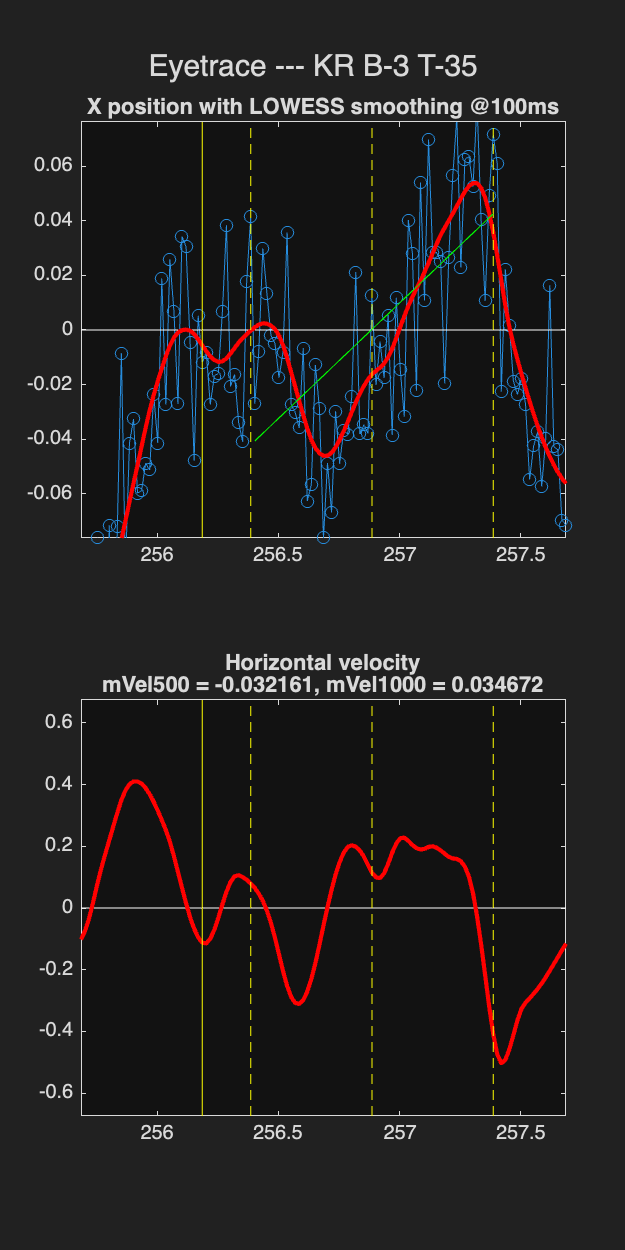 Eyetrace --- KR B-3 T-35
X position with LOWESS smoothing @100ms
0.06
0.04
0.02
0
-0.02
-0.04
-0.06
256 256.5 257 257.5
Horizontal velocity
mVel500 = -0.032161, mVel1000 = 0.034672
0.6
0.4
0.2
0
-0.2
-0.4
-0.6
256 256.5 257 257.5